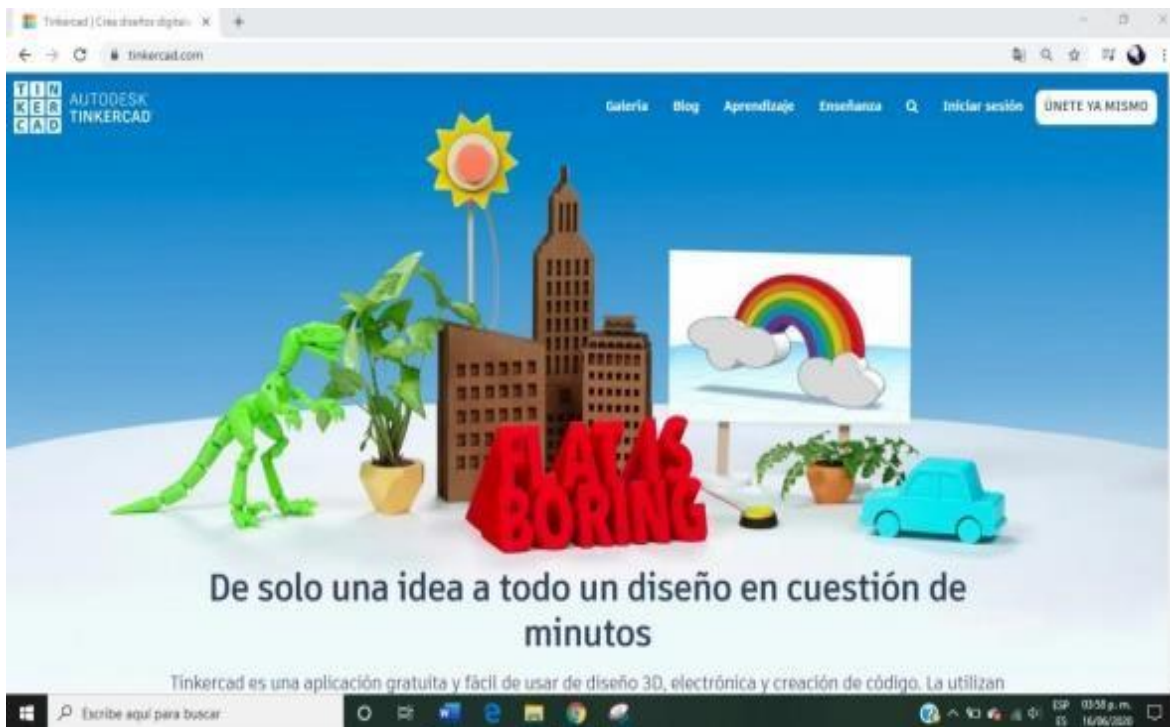 Tinkercad | Crea diseños digital
tinkercad.com
TIN
KER
CAD
AUTODESK
TINKERCAD
Galería Blog Aprendizaje Enseñanza Iniciar sesión ÚNETE YA MISMO
FLAT IS
BORING
De solo una idea a todo un diseño en cuestión de
minutos
Tinkercad es una aplicación gratuita y fácil de usar de diseño 3D, electrónica y creación de código. La utilizan
Escribe aquí para buscar
ESP 03:58 p. m.
ES 16/06/2020